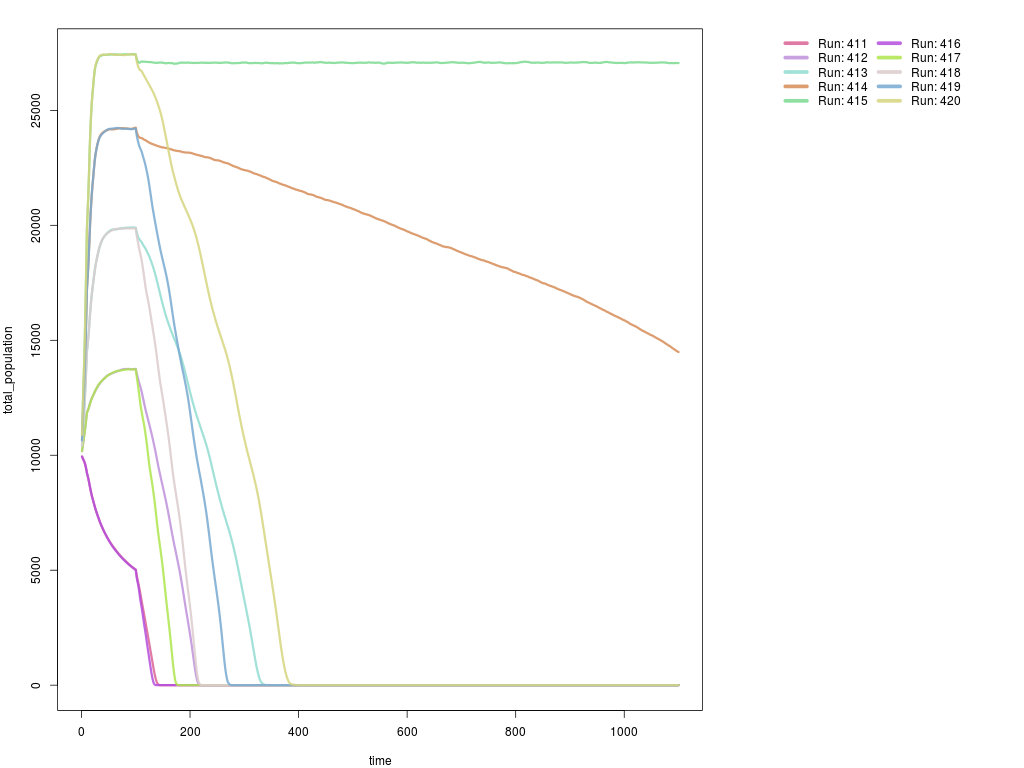 Run: 411 Run: 416
Run: 412 Run: 417
Run: 413 Run: 418
Run: 414 Run: 419
Run: 415 Run: 420
total_population
25000
20000
15000
10000
5000
0
0 200 400 600 800 1000
time